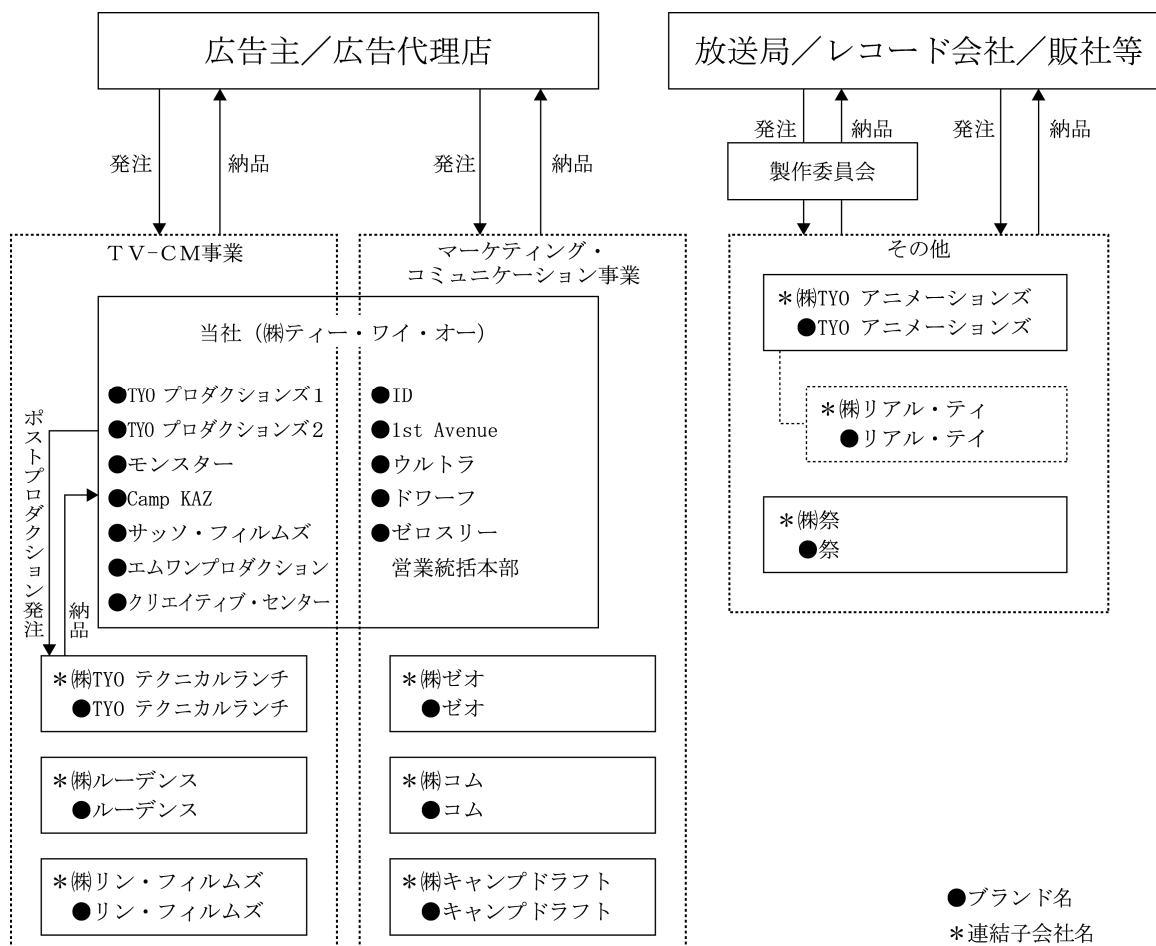 広告主／広告代理店
放送局／レコード会社／販社等
発注
納品
発注
納品
発注
納品
発注
納品
製作委員会
ＴＶ−ＣＭ事業
マーケティング・
コミュニケーション事業
その他
当社（㈱ティー・ワイ・オー）
●TYO プロダクションズ１
●TYO プロダクションズ２
●モンスター
●Camp KAZ
●サッソ・フィルムズ
●エムワンプロダクション
●クリエイティブ・センター
●ID
●1st Avenue
●ウルトラ
●ドワーフ
●ゼロスリー
営業統括本部
ポストプロダクション発注
納品
＊㈱TYO テクニカルランチ
●TYO テクニカルランチ
＊㈱ルーデンス
●ルーデンス
＊㈱リン・フィルムズ
●リン・フィルムズ
＊㈱ゼオ
●ゼオ
＊㈱コム
●コム
＊㈱キャンプドラフト
●キャンプドラフト
＊㈱TYO アニメーションズ
●TYO アニメーションズ
＊㈱リアル・ティ
●リアル・テイ
＊㈱祭
●祭
●ブランド名
＊連結子会社名